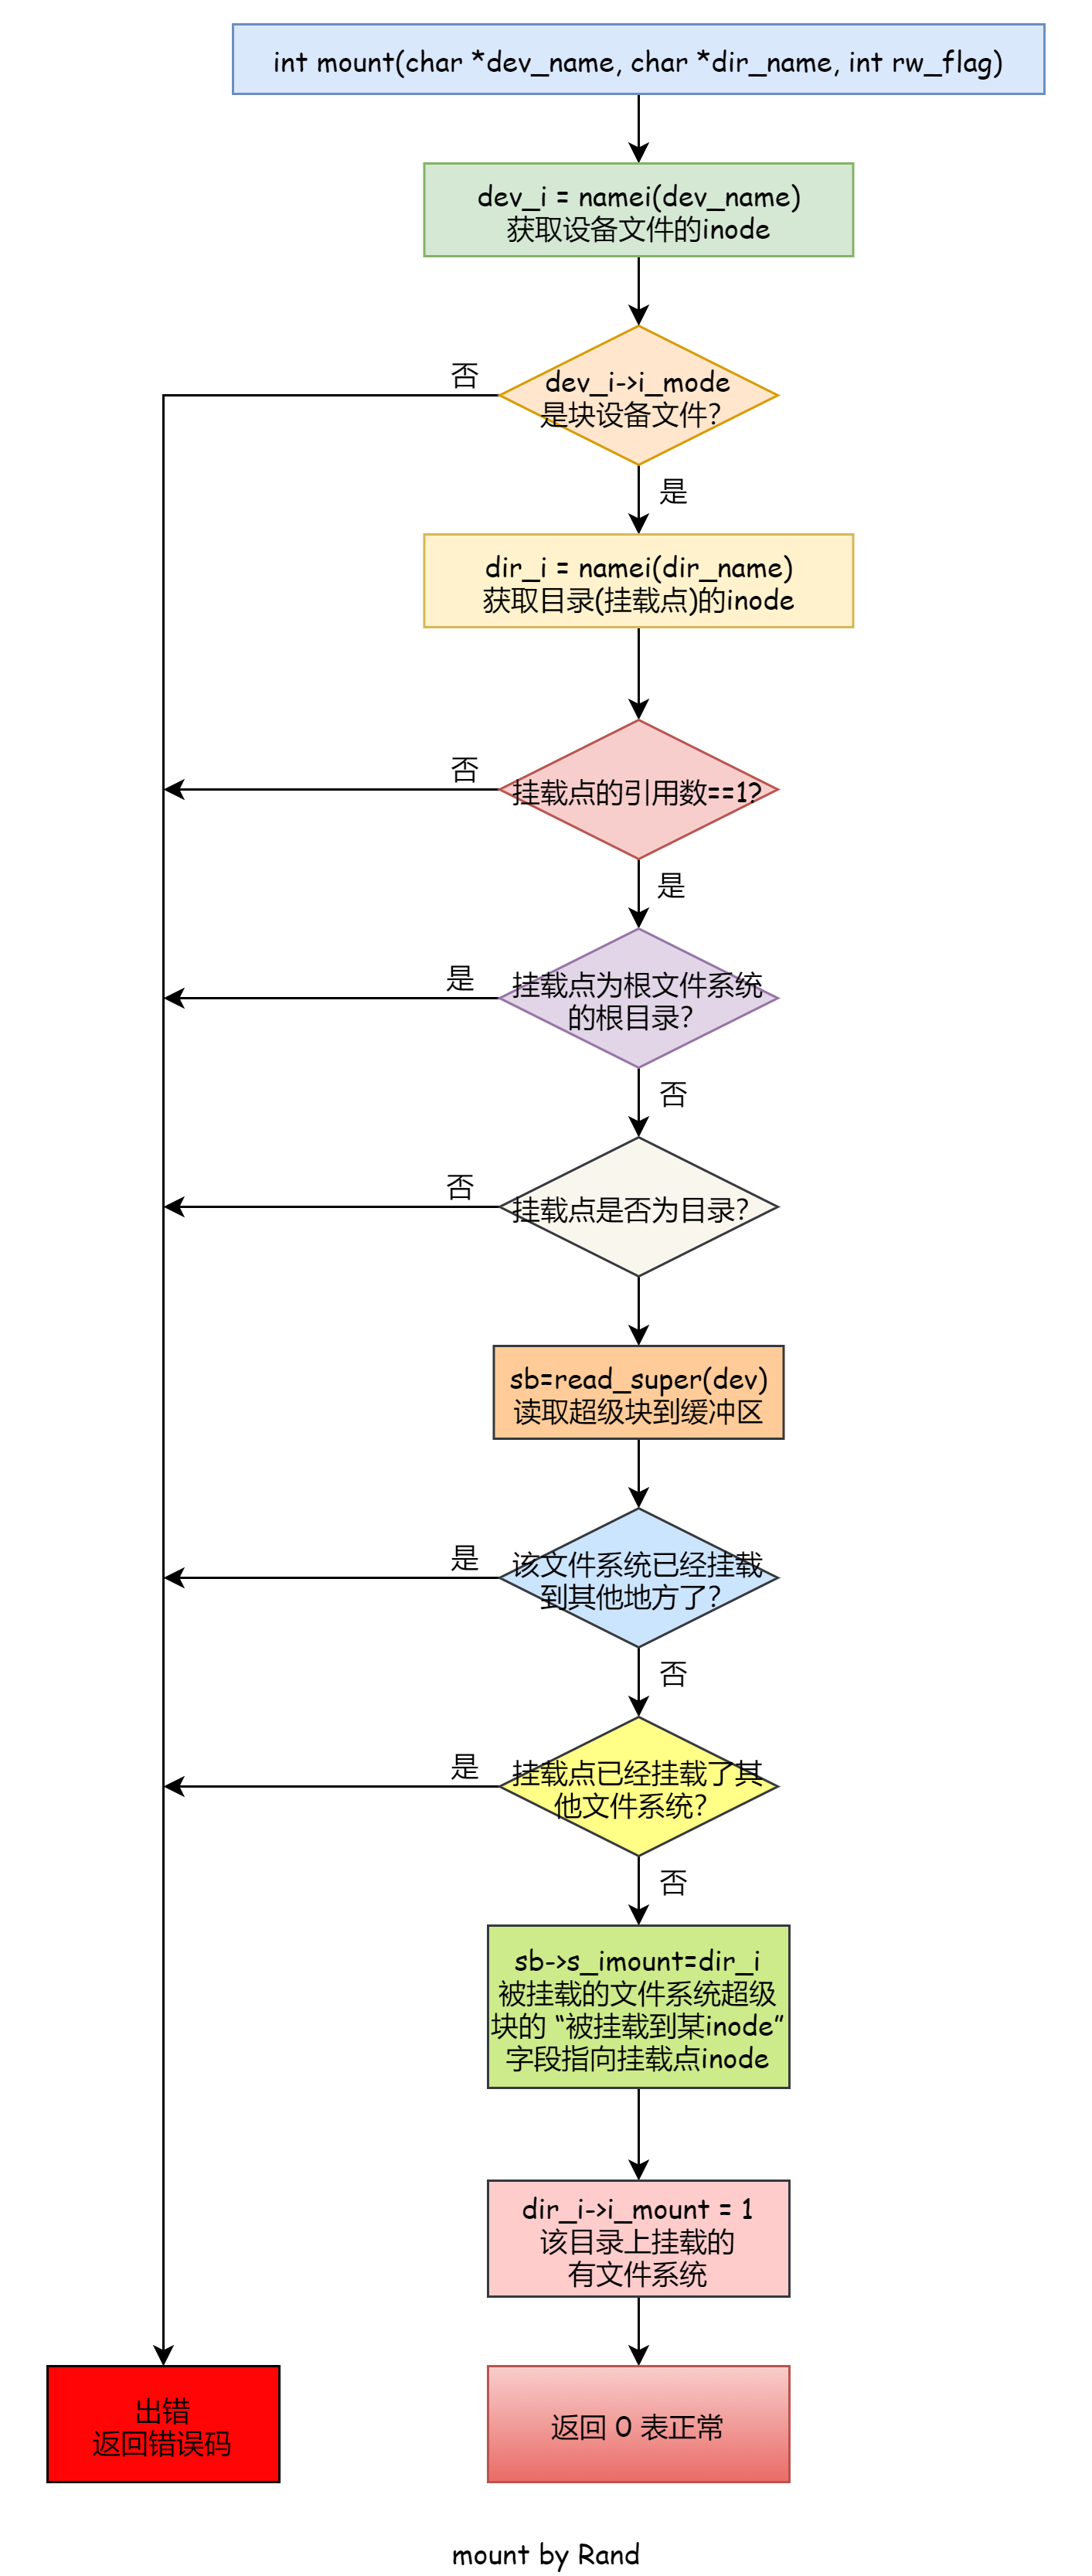 int mount(char *dev_name, char *dir_name, int rw_flag)
dev_i = namei(dev_name)
获取设备文件的inode
否
dev_i->i_mode
是块设备文件?
是
dir_i = namei(dir_name)
获取目录(挂载点)的inode
否
挂载点的引用数==1?
是
是
挂载点为根文件系统
的根目录?
否
否
挂载点是否为目录?
sb=read_super(dev)
读取超级块到缓冲区
是
该文件系统已经挂载
到其他地方了?
否
是
挂载点已经挂载了其
他文件系统?
否
sb->s_imount=dir_i
被挂载的文件系统超级
块的 “被挂载到某inode”
字段指向挂载点inode
dir_i->i_mount = 1
该目录上挂载的
有文件系统
出错
返回错误码
返回 0 表正常
mount by Rand